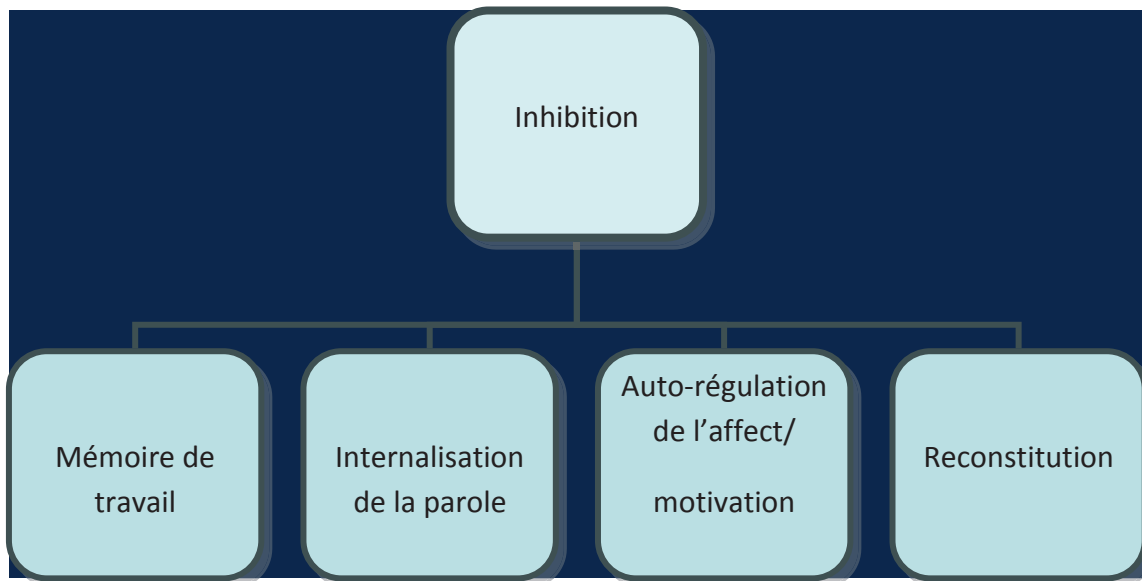 Inhibition
Mémoire de
travail
Internalisation
de la parole
Auto-régulation
de l’affect/
motivation
Reconstitution